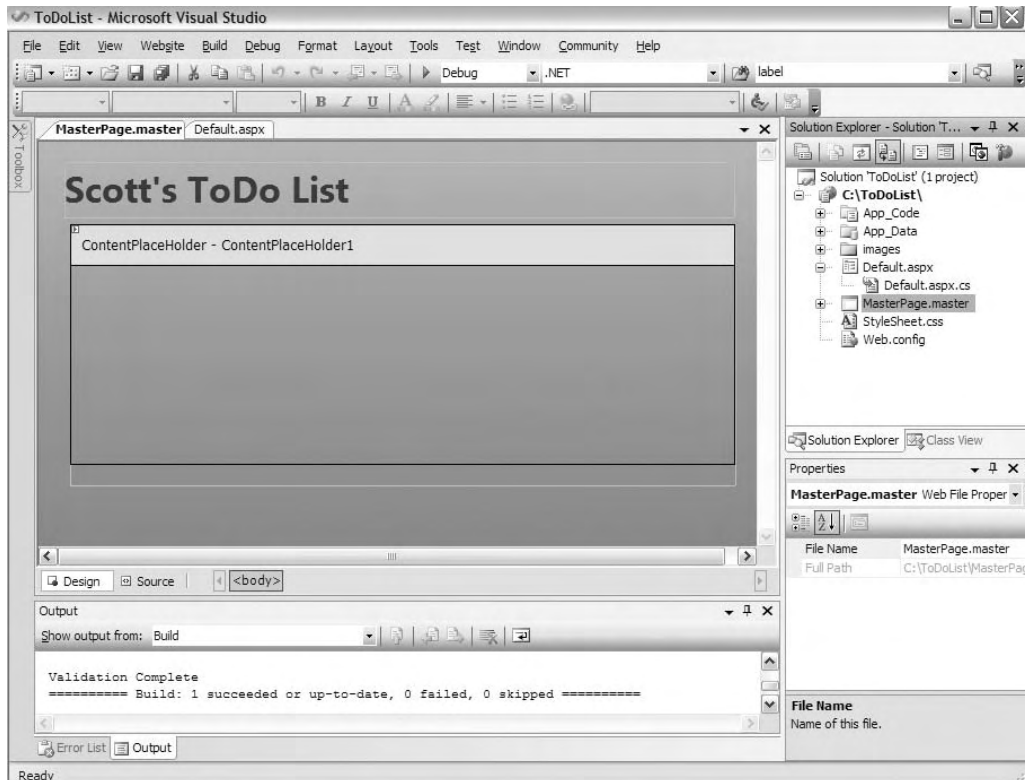 ToDoList - Microsoft Visual Studio
File Edit View Website Build Debug Format Layout Tools Test Window Community Help
Debug .NET label
B I U A
Toolbox
MasterPage.master Default.aspx
Scott's ToDo List
ContentPlaceHolder - ContentPlaceHolder1
Design Source <body>
Output
Show output from: Build
Validation Complete
========== Build: 1 succeeded or up-to-date, 0 failed, 0 skipped ==========
Error List Output
Ready
Solution Explorer - Solution 'T...
Solution 'ToDoList' (1 project)
C:\ToDoList\
App_Code
App_Data
images
Default.aspx
Default.aspx.cs
MasterPage.master
StyleSheet.css
Web.config
Solution Explorer Class View
Properties
MasterPage.master Web File Proper
File Name MasterPage.master
Full Path C:\ToDoList\MasterPag
File Name
Name of this file.